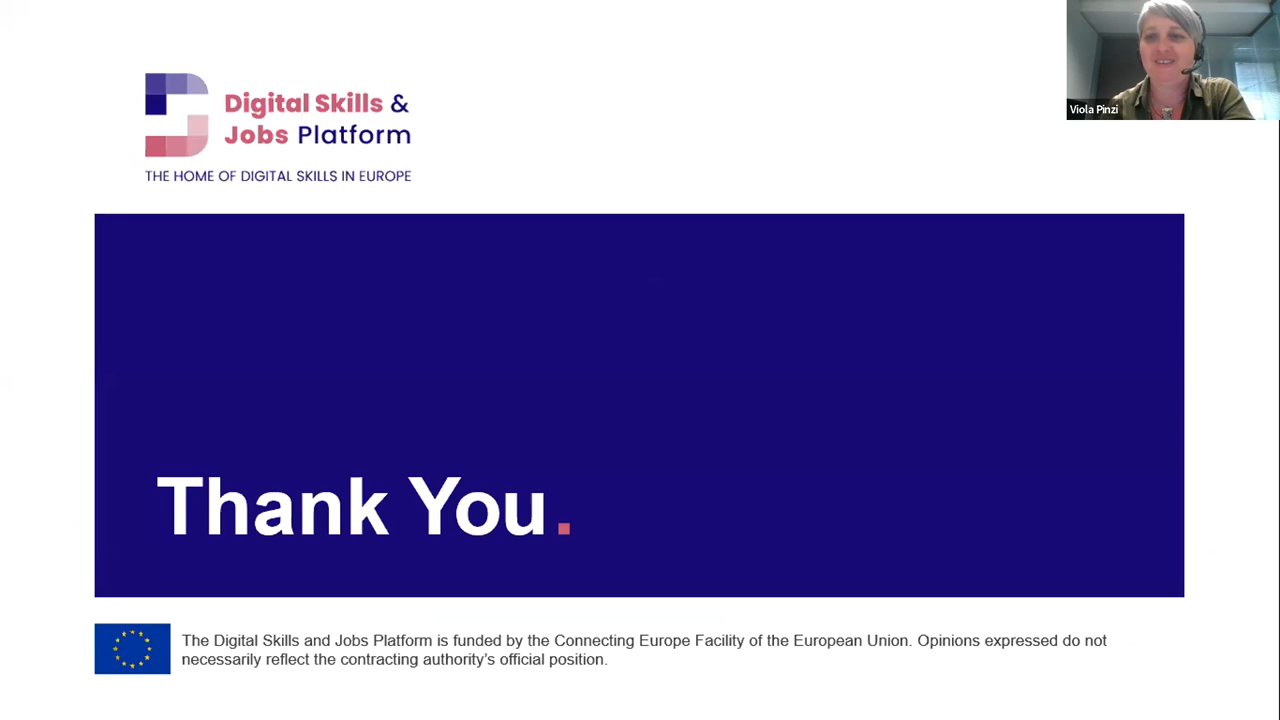 Digital Skills &
Jobs Platform
THE HOME OF DIGITAL SKILLS IN EUROPE
Viola Pinzi
Thank You.
The Digital Skills and Jobs Platform is funded by the Connecting Europe Facility of the European Union. Opinions expressed do not
necessarily reflect the contracting authority's official position.